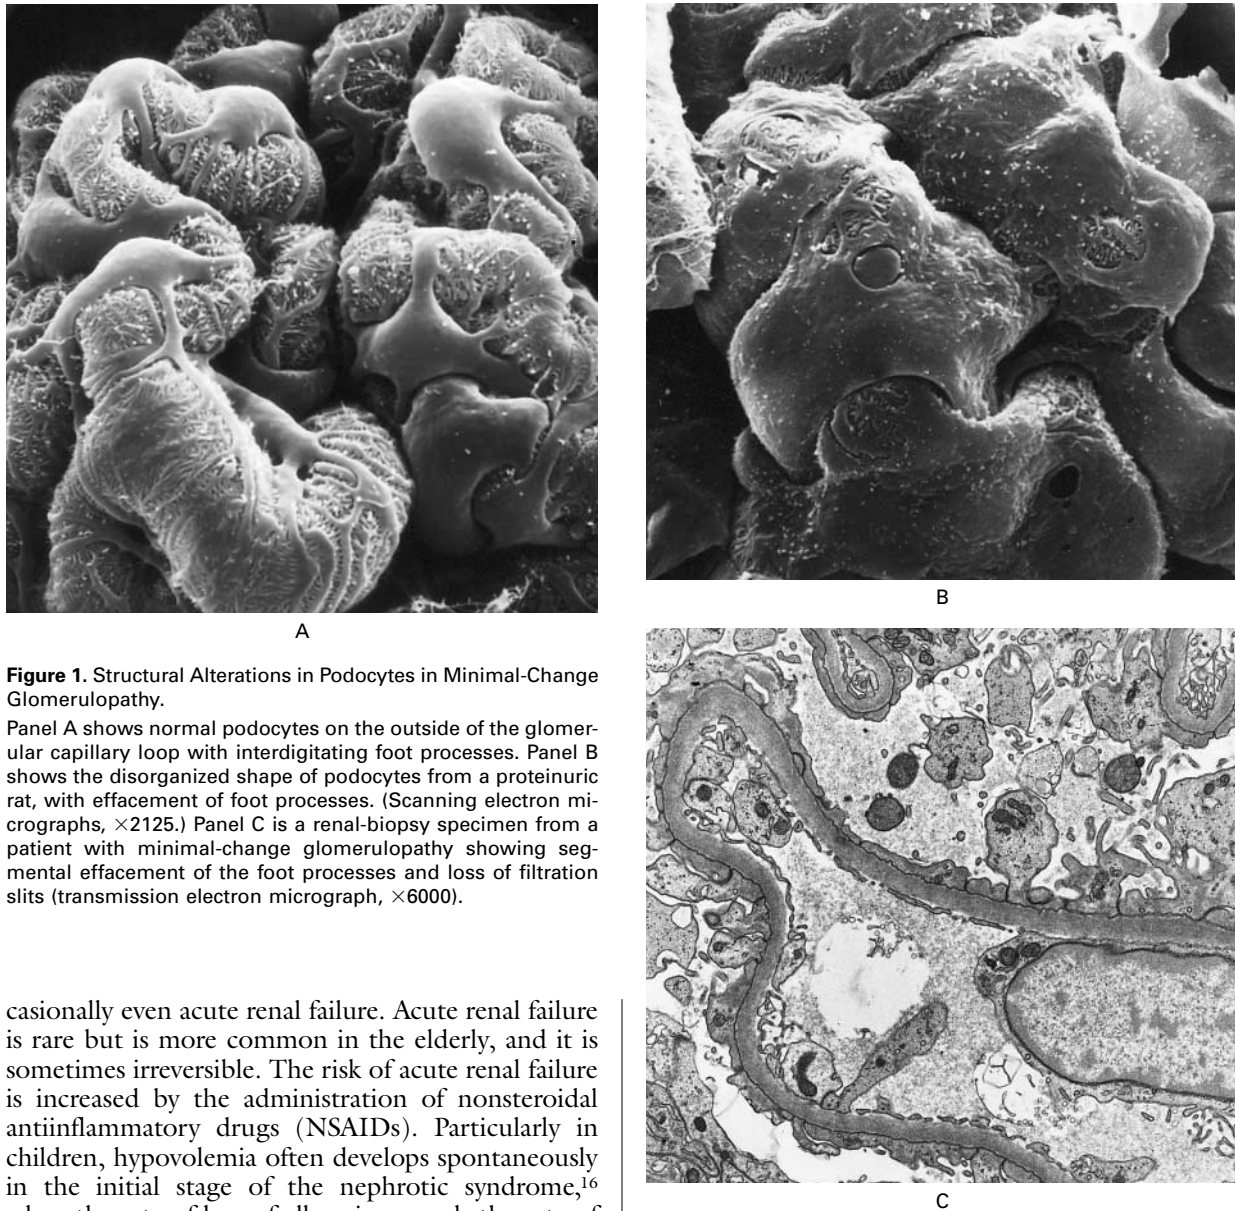 A
Figure 1. Structural Alterations in Podocytes in Minimal-Change
Glomerulopathy.
Panel A shows normal podocytes on the outside of the glomer-
ular capillary loop with interdigitating foot processes. Panel B
shows the disorganized shape of podocytes from a proteinuric
rat, with effacement of foot processes. (Scanning electron mi-
crographs, ×2125.) Panel C is a renal-biopsy specimen from a
patient with minimal-change glomerulopathy showing seg-
mental effacement of the foot processes and loss of filtration
slits (transmission electron micrograph, ×6000).
casionally even acute renal failure. Acute renal failure
is rare but is more common in the elderly, and it is
sometimes irreversible. The risk of acute renal failure
is increased by the administration of nonsteroidal
antiinflammatory drugs (NSAIDs). Particularly in
children, hypovolemia often develops spontaneously
in the initial stage of the nephrotic syndrome,¹⁶
B
C